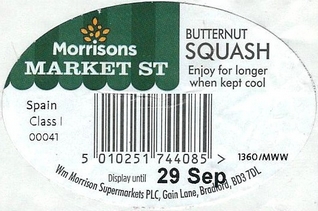 Morrisons
MARKET ST
BUTTERNUT
SQUASH
Enjoy for longer
when kept cool
Spain
Class I
00041
5 010251 744085 >
1360/MWW
Display until 29 Sep
Wm Morrison Supermarkets PLC, Gain Lane, Bradford, BD3 7DL